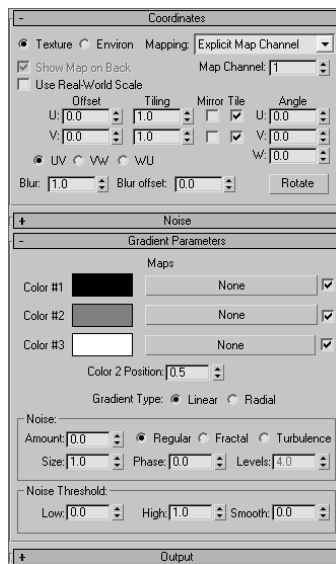 - Coordinates
Texture Environ Mapping: Explicit Map Channel
Show Map on Back Map Channel: 1
Use Real-World Scale
Offset Tiling Mirror Tile Angle
U: 0.0 1.0 U: 0.0
V: 0.0 1.0 V: 0.0
UV VW WU W: 0.0
Blur: 1.0 Blur offset: 0.0 Rotate
+ Noise
- Gradient Parameters
Maps
Color #1 None
Color #2 None
Color #3 None
Color 2 Position: 0.5
Gradient Type: Linear Radial
Noise:
Amount: 0.0 Regular Fractal Turbulence
Size: 1.0 Phase: 0.0 Levels: 4.0
Noise Threshold:
Low: 0.0 High: 1.0 Smooth: 0.0
+ Output